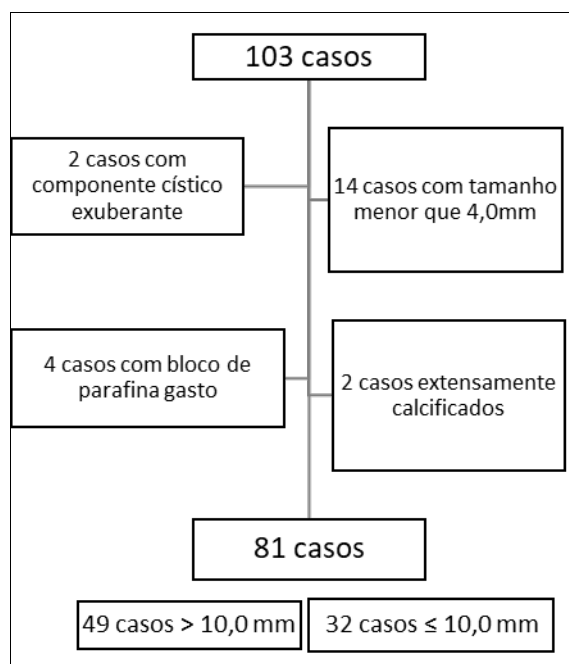 103 casos
2 casos com
componente cístico
exuberante
14 casos com tamanho
menor que 4,0mm
4 casos com bloco de
parafina gasto
2 casos extensamente
calcificados
81 casos
49 casos > 10,0 mm
32 casos ≤ 10,0 mm